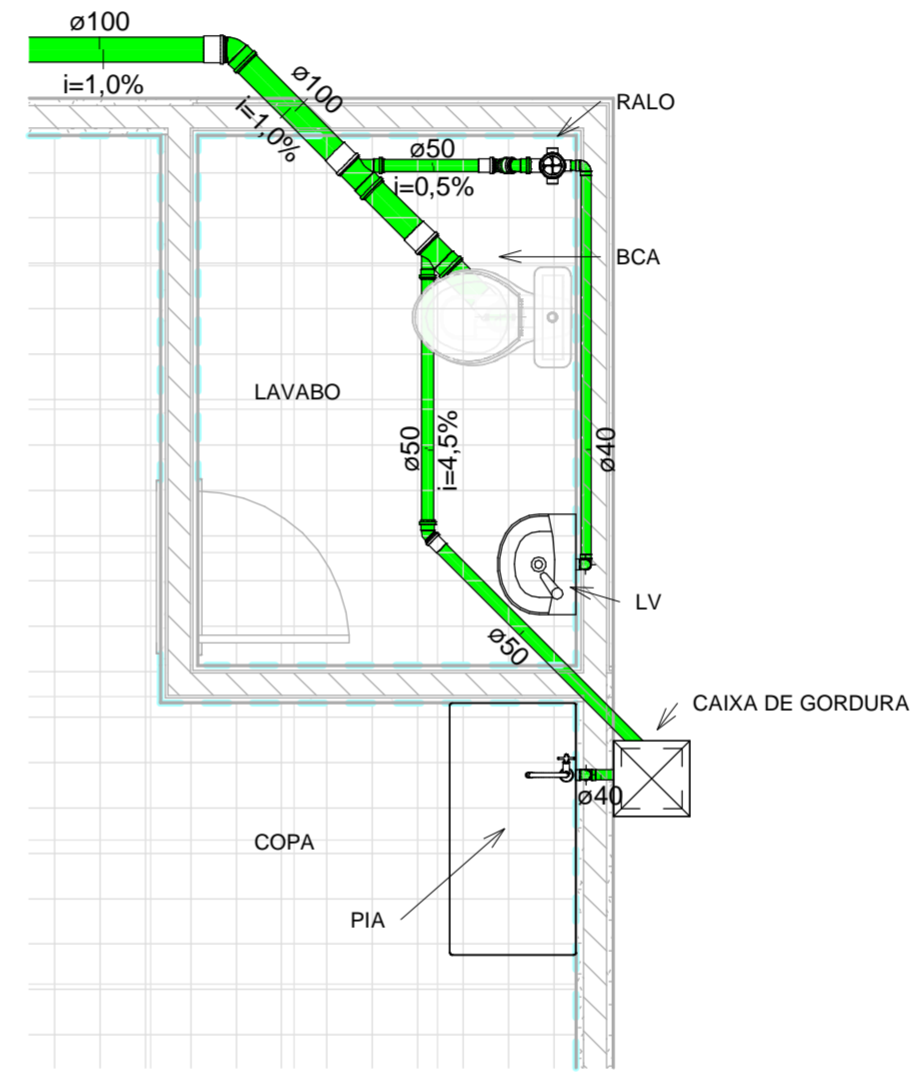 ø100
i=1,0%
ø100
i=1,0%
RALO
ø50
i=0,5%
BCA
LAVABO
ø50
i=4,5%
ø40
LV
ø50
CAIXA DE GORDURA
ø40
COPA
PIA